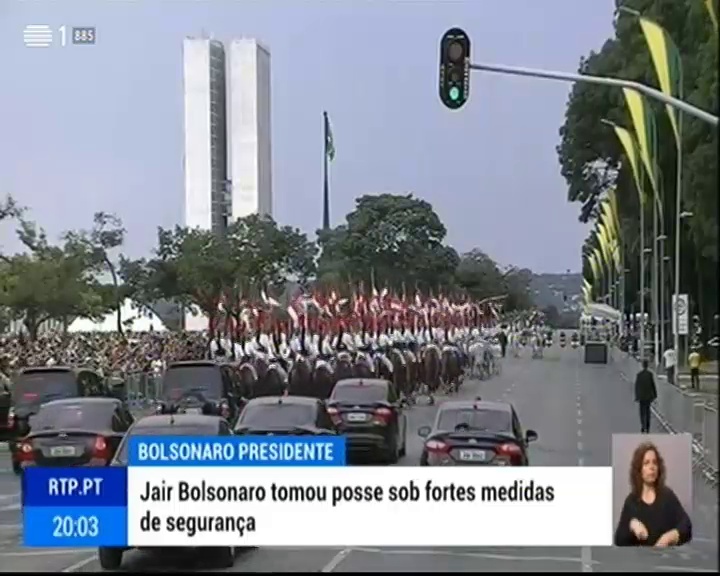 1 885
BOLSONARO PRESIDENTE
RTP.PT
Jair Bolsonaro tomou posse sob fortes medidas
20:03
de segurança